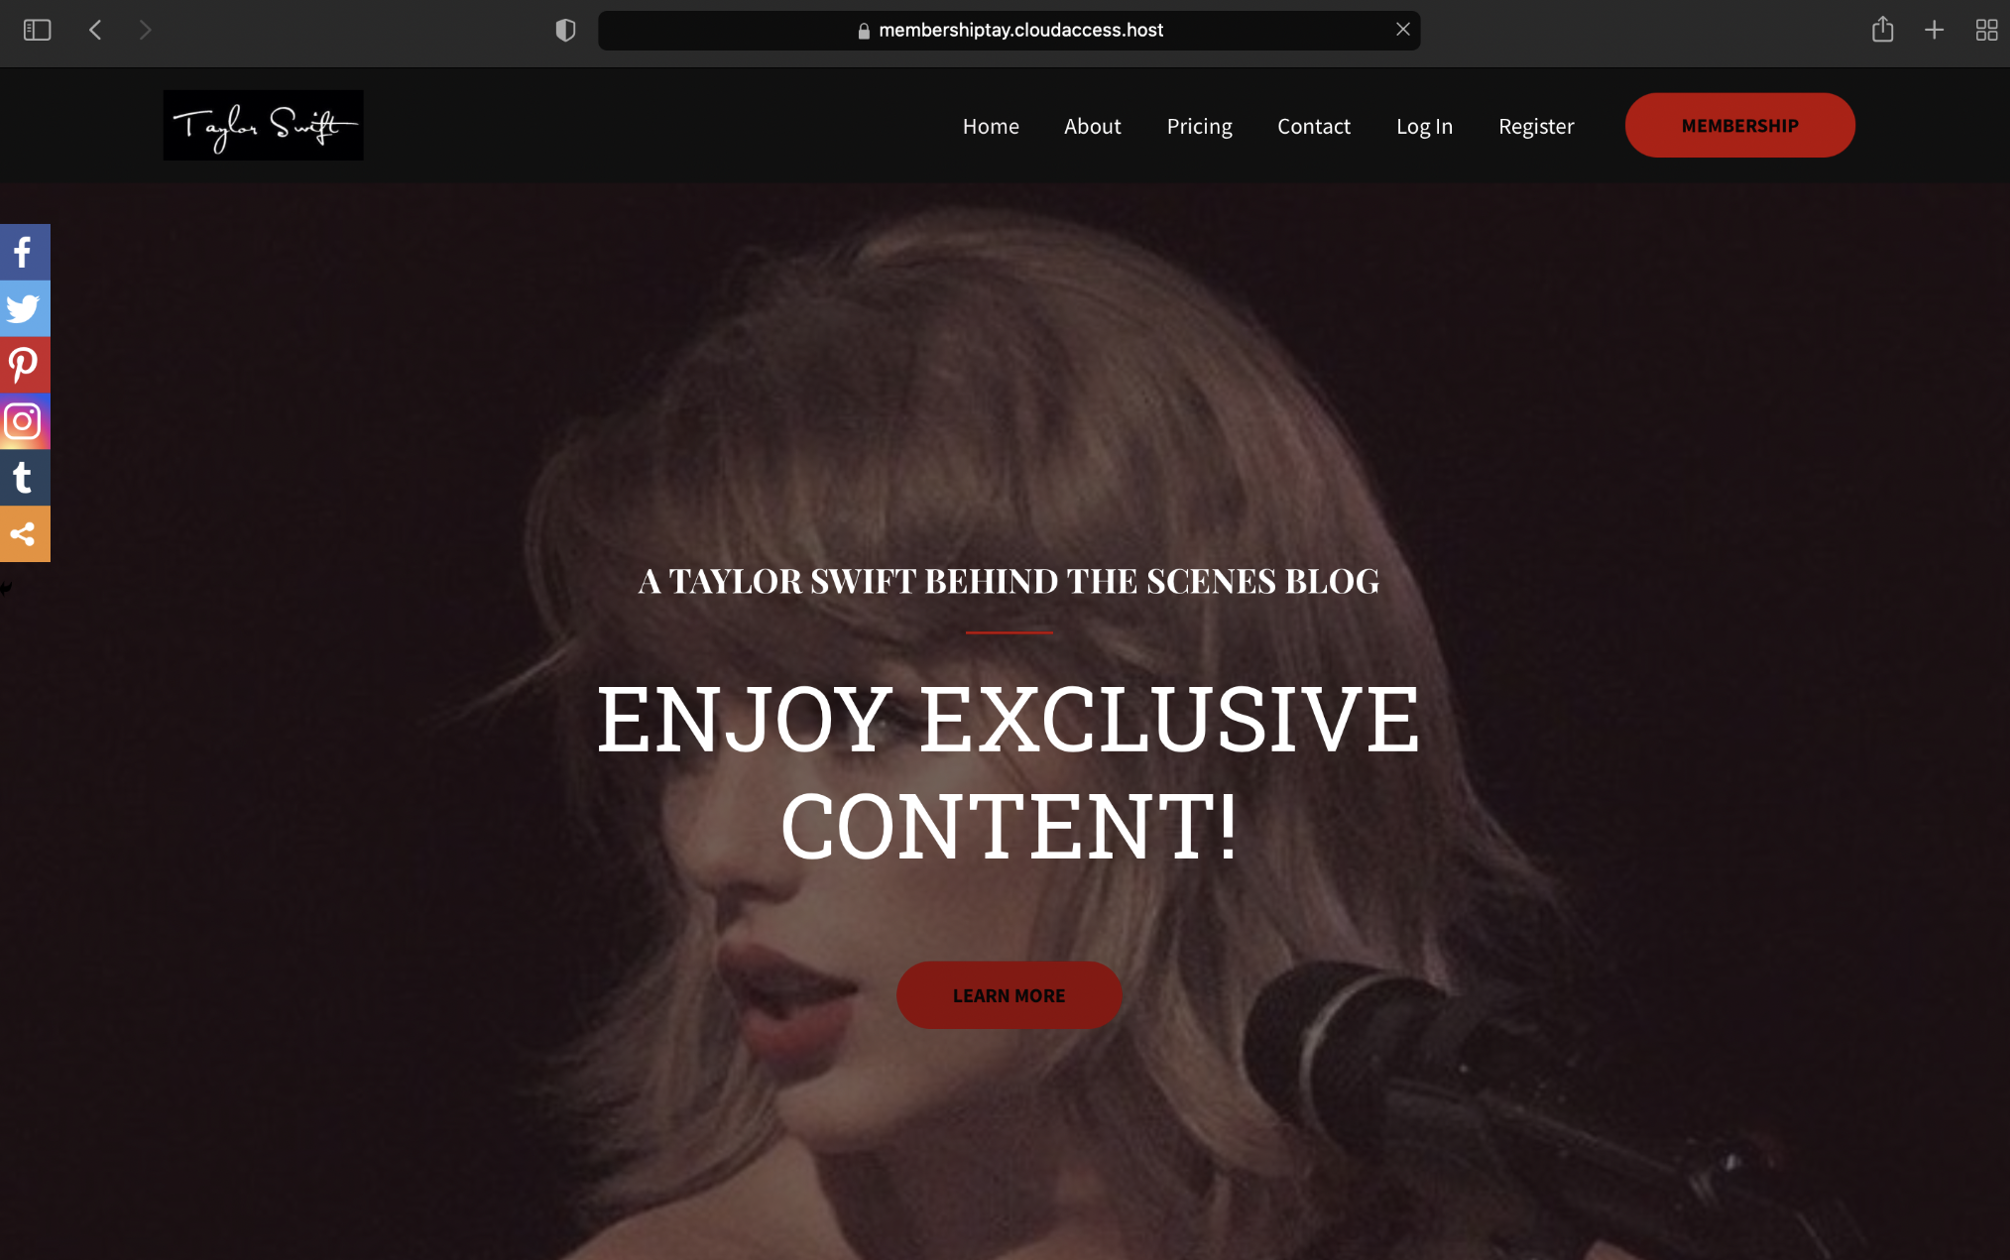 membershiptay.cloudaccess.host
Taylor Swift
Home About Pricing Contact Log In Register MEMBERSHIP
A TAYLOR SWIFT BEHIND THE SCENES BLOG
ENJOY EXCLUSIVE
CONTENT!
LEARN MORE